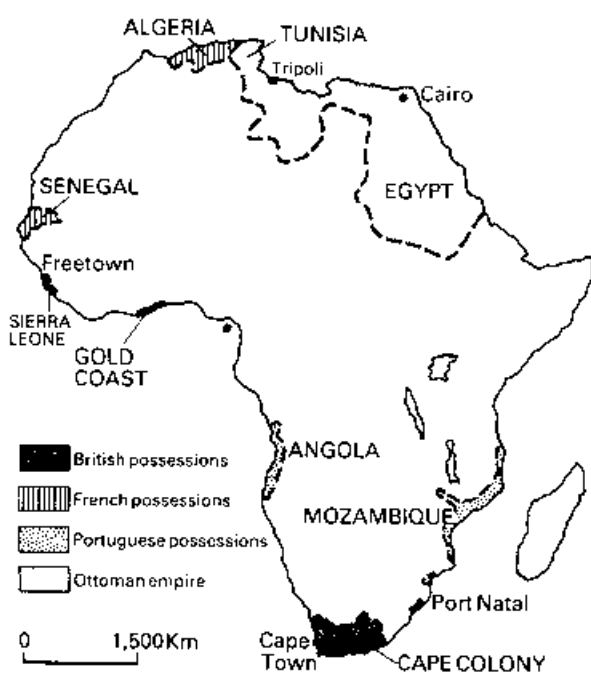 ALGERIA
TUNISIA
Tripoli
Cairo
EGYPT
SENEGAL
Freetown
SIERRA
LEONE
GOLD
COAST
ANGOLA
MOZAMBIQUE
British possessions
French possessions
Portuguese possessions
Ottoman empire
0 1,500Km
Port Natal
Cape
Town
CAPE COLONY